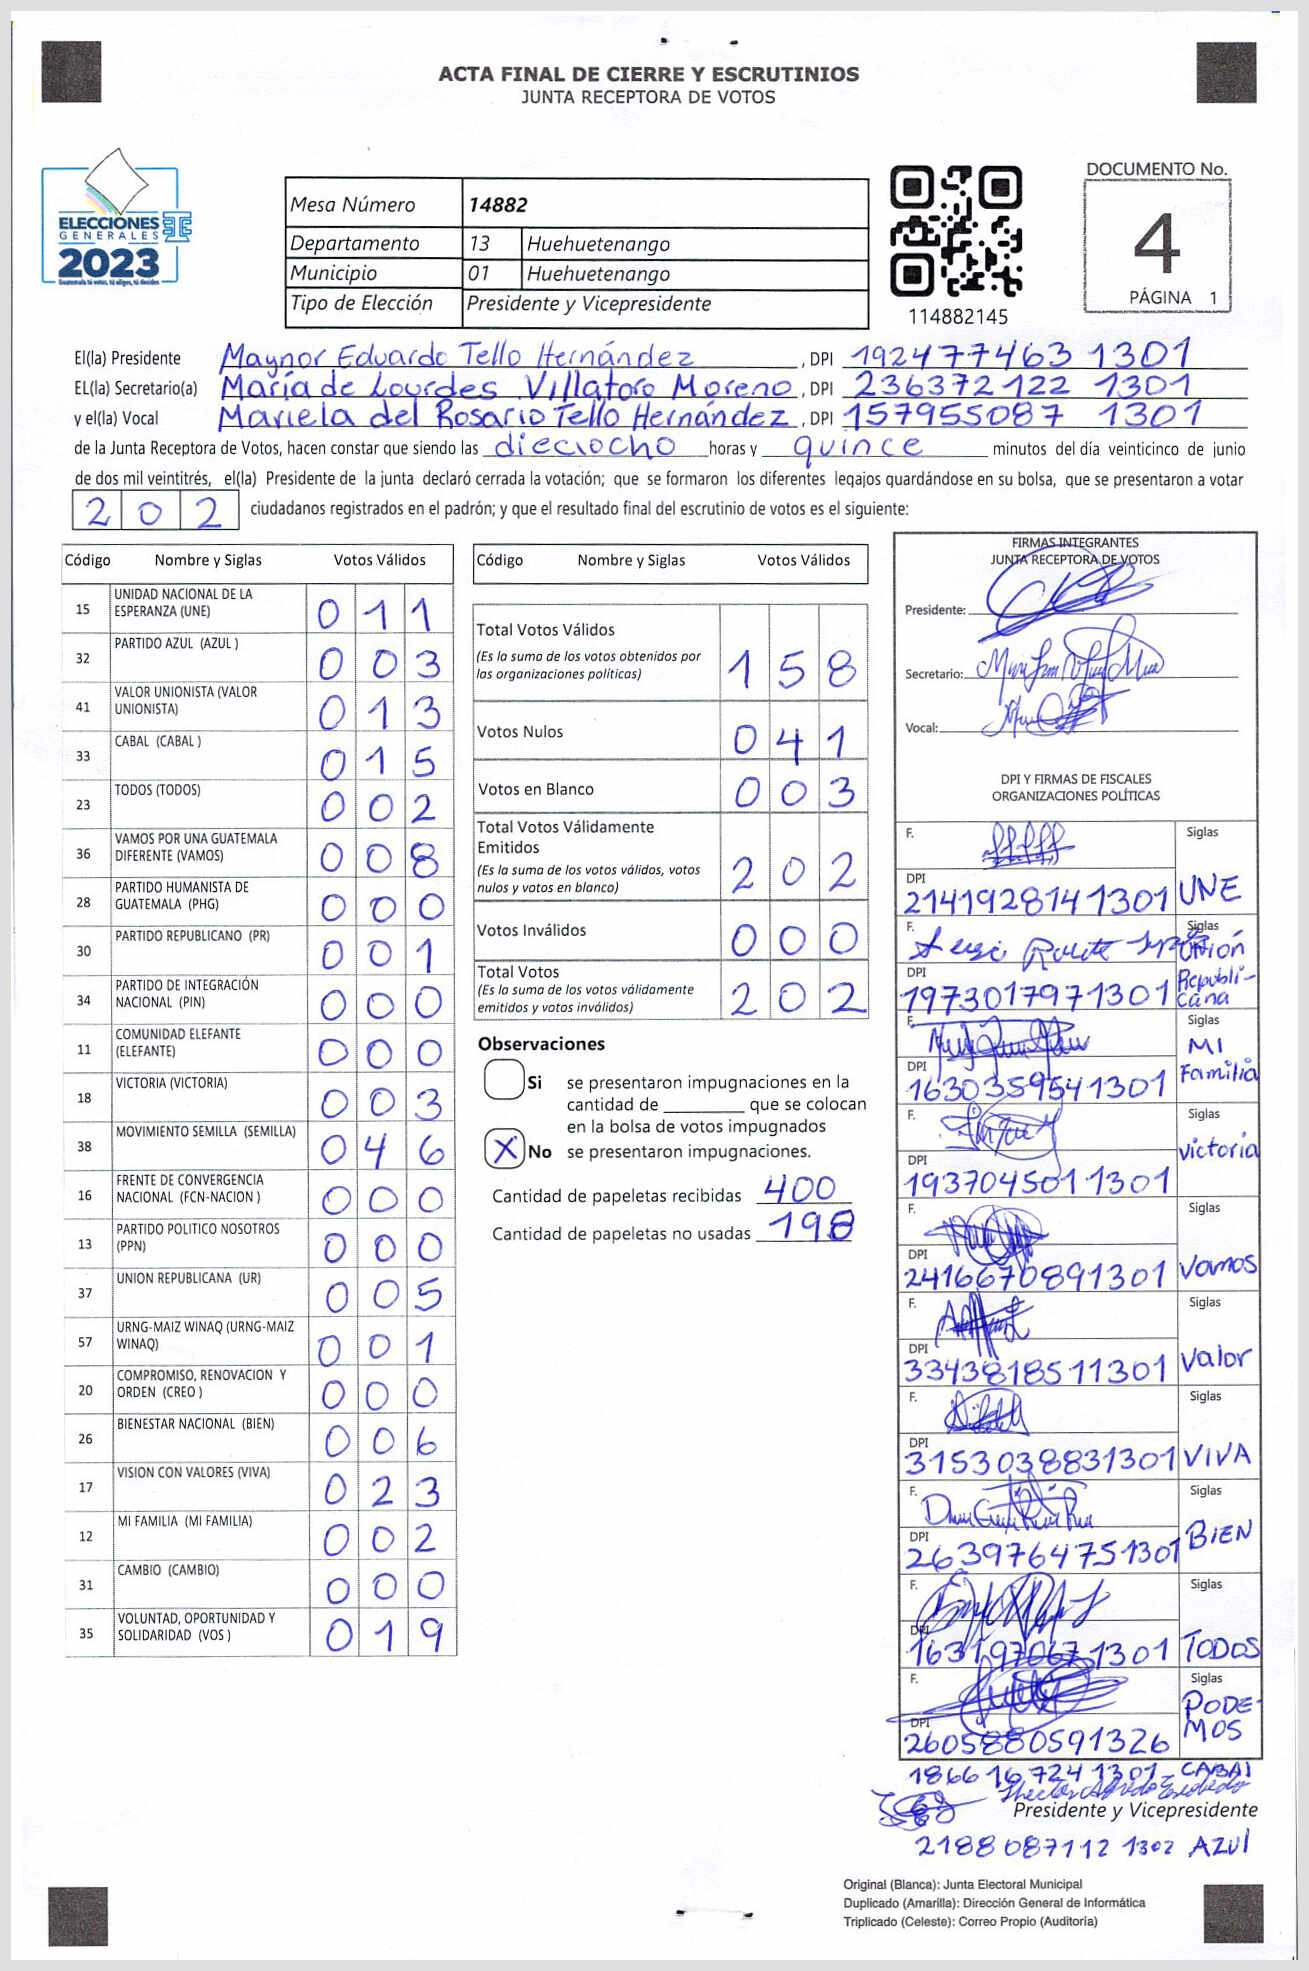 ACTA FINAL DE CIERRE Y ESCRUTINIOS
JUNTA RECEPTORA DE VOTOS
ELECCIONES
GENERALES
2023
Guatemala tú votas, tú eliges, tú decides
Mesa Número 14882
Departamento 13 Huehuetenango
Municipio 01 Huehuetenango
Tipo de Elección Presidente y Vicepresidente
114882145
DOCUMENTO No.
4
PÁGINA 1
El(la) Presidente Maynor Eduardo Tello Hernández, DPI 192477463 1301
EL(la) Secretario(a) María de Lourdes Villatoro Moreno, DPI 236372122 1301
y el(la) Vocal Mariela del Rosario Tello Hernández, DPI 157955087 1301
de la Junta Receptora de Votos, hacen constar que siendo las dieciocho horas y quince minutos del día veinticinco de junio
de dos mil veintitrés, el(la) Presidente de la junta declaró cerrada la votación; que se formaron los diferentes legajos guardándose en su bolsa, que se presentaron a votar
202 ciudadanos registrados en el padrón; y que el resultado final del escrutinio de votos es el siguiente:
Código Nombre y Siglas Votos Válidos
15 UNIDAD NACIONAL DE LA ESPERANZA (UNE) 011
32 PARTIDO AZUL (AZUL ) 003
41 VALOR UNIONISTA (VALOR UNIONISTA) 013
33 CABAL (CABAL ) 015
23 TODOS (TODOS) 002
36 VAMOS POR UNA GUATEMALA DIFERENTE (VAMOS) 008
28 PARTIDO HUMANISTA DE GUATEMALA (PHG) 000
30 PARTIDO REPUBLICANO (PR) 001
34 PARTIDO DE INTEGRACIÓN NACIONAL (PIN) 000
11 COMUNIDAD ELEFANTE (ELEFANTE) 000
18 VICTORIA (VICTORIA) 003
38 MOVIMIENTO SEMILLA (SEMILLA) 046
16 FRENTE DE CONVERGENCIA NACIONAL (FCN-NACION ) 000
13 PARTIDO POLITICO NOSOTROS (PPN) 000
37 UNION REPUBLICANA (UR) 005
57 URNG-MAIZ WINAQ (URNG-MAIZ WINAQ) 001
20 COMPROMISO, RENOVACION Y ORDEN (CREO ) 000
26 BIENESTAR NACIONAL (BIEN) 006
17 VISION CON VALORES (VIVA) 023
12 MI FAMILIA (MI FAMILIA) 002
31 CAMBIO (CAMBIO) 000
35 VOLUNTAD, OPORTUNIDAD Y SOLIDARIDAD (VOS ) 019
Código Nombre y Siglas Votos Válidos
Total Votos Válidos
(Es la suma de los votos obtenidos por las organizaciones políticas) 158
Votos Nulos 041
Votos en Blanco 003
Total Votos Válidamente Emitidos
(Es la suma de los votos válidos, votos nulos y votos en blanco) 202
Votos Inválidos 000
Total Votos
(Es la suma de los votos válidamente emitidos y votos inválidos) 202
Observaciones
Si se presentaron impugnaciones en la
cantidad de ________ que se colocan
en la bolsa de votos impugnados
X No se presentaron impugnaciones.
Cantidad de papeletas recibidas 400
Cantidad de papeletas no usadas 198
FIRMAS INTEGRANTES
JUNTA RECEPTORA DE VOTOS
Presidente:
Secretario:
Vocal:
DPI Y FIRMAS DE FISCALES
ORGANIZACIONES POLÍTICAS
F. Siglas
DPI
2141928141301 UNE
F. Siglas
DPI
1973017971301 Unión Republicana
F. Siglas
DPI
1630359541301 MI Familia
F. Siglas
DPI
1937045011301 Victoria
F. Siglas
DPI
2416670891301 Vamos
F. Siglas
DPI
3343818511301 Valor
F. Siglas
DPI
3153038831301 VIVA
F. Siglas
DPI
2639764751301 BIEN
F. Siglas
DPI
1631970671301 TODOS
F. Siglas
DPI
2605880591326 PODEMOS
1866167241301 CABAL
Presidente y Vicepresidente
2188087112 1302 AZUL
Original (Blanca): Junta Electoral Municipal
Duplicado (Amarilla): Dirección General de Informática
Triplicado (Celeste): Correo Propio (Auditoría)